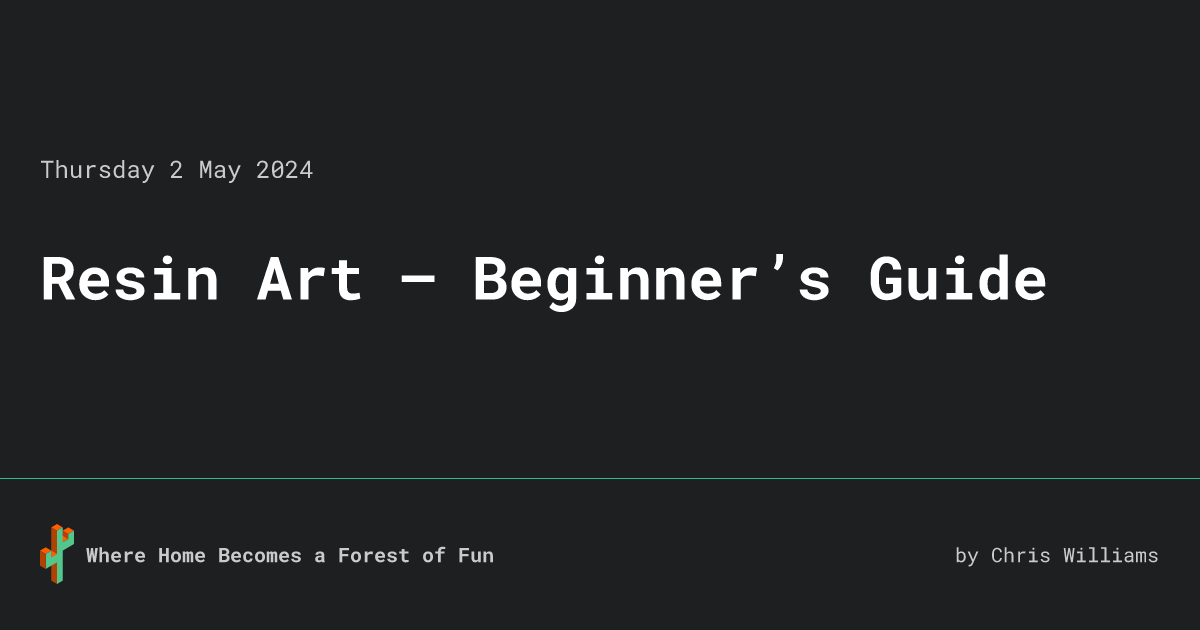 Thursday 2 May 2024
Resin Art – Beginner’s Guide
Where Home Becomes a Forest of Fun
by Chris Williams